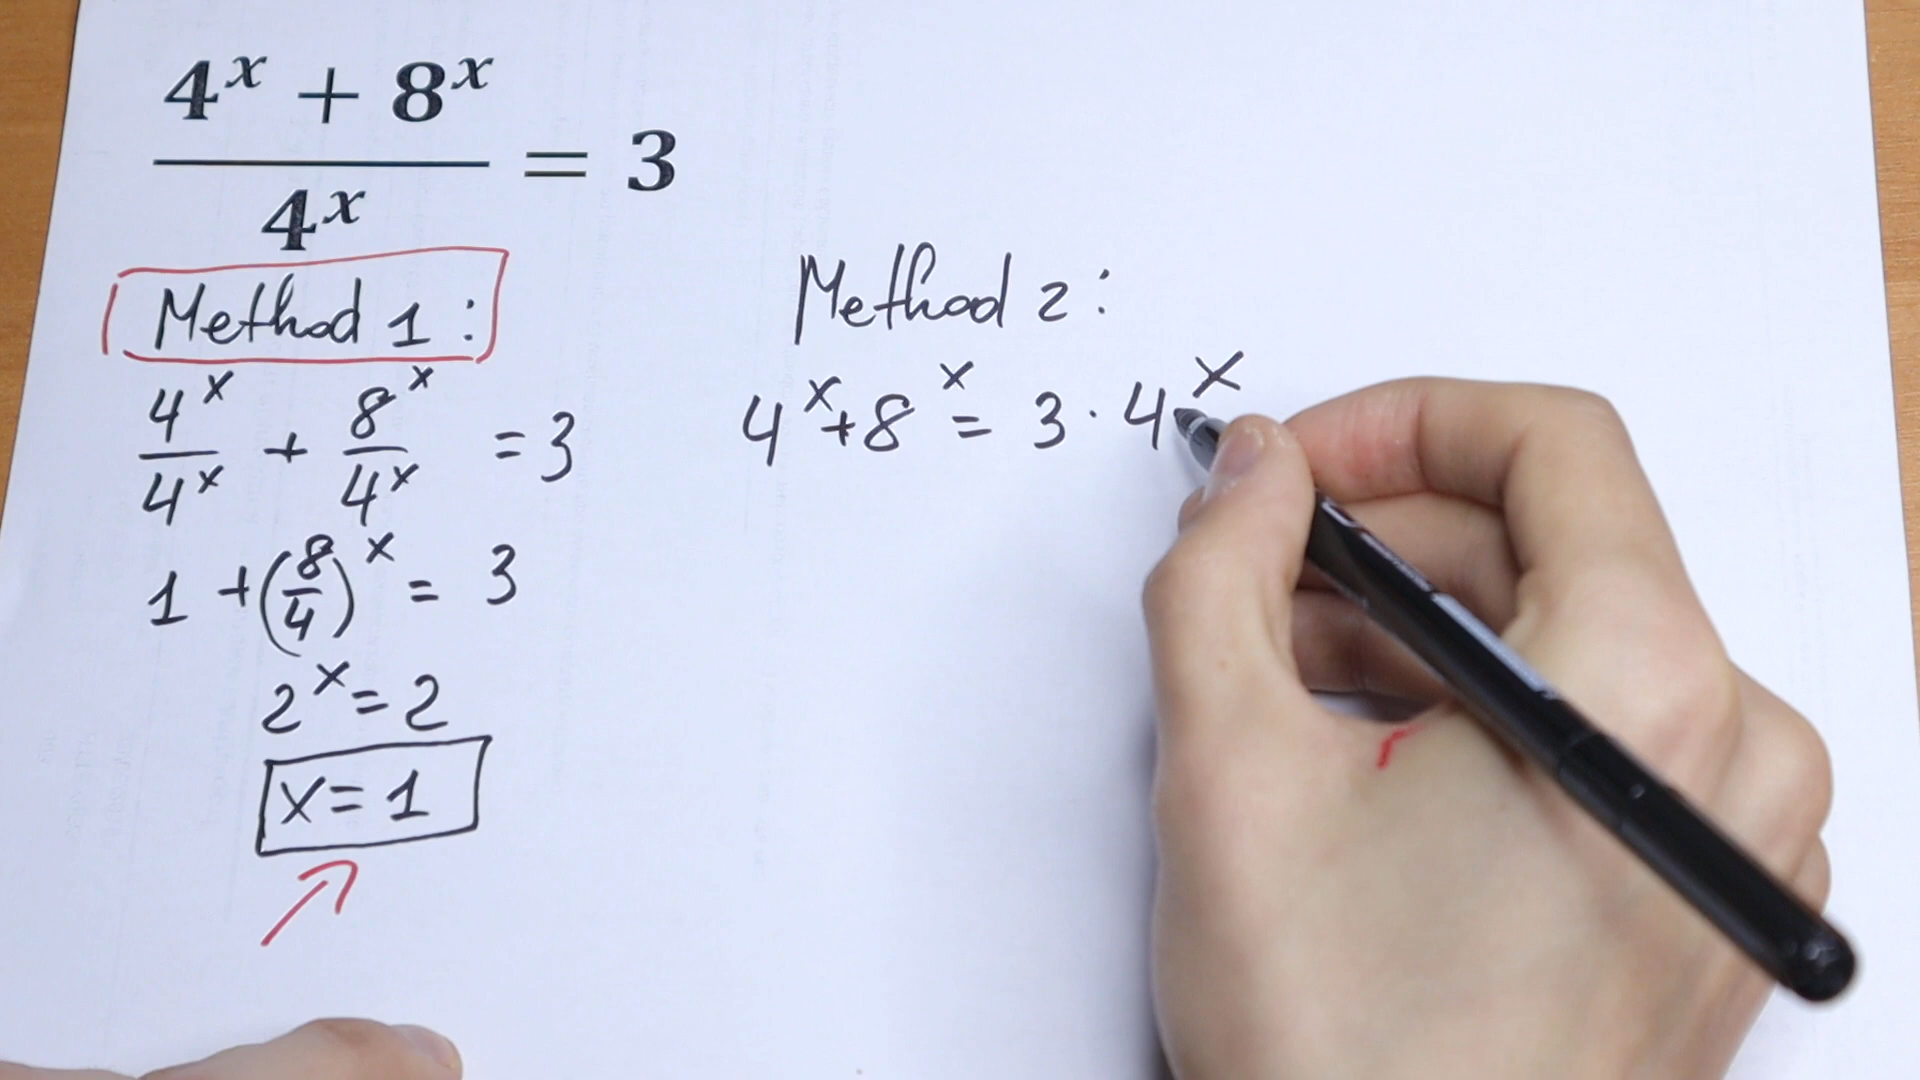 (4^x + 8^x)/4^x = 3
Method 1:
4^x/4^x + 8^x/4^x = 3
1 + (8/4)^x = 3
2^x = 2
x = 1
Method 2:
4^x + 8^x = 3 · 4^x